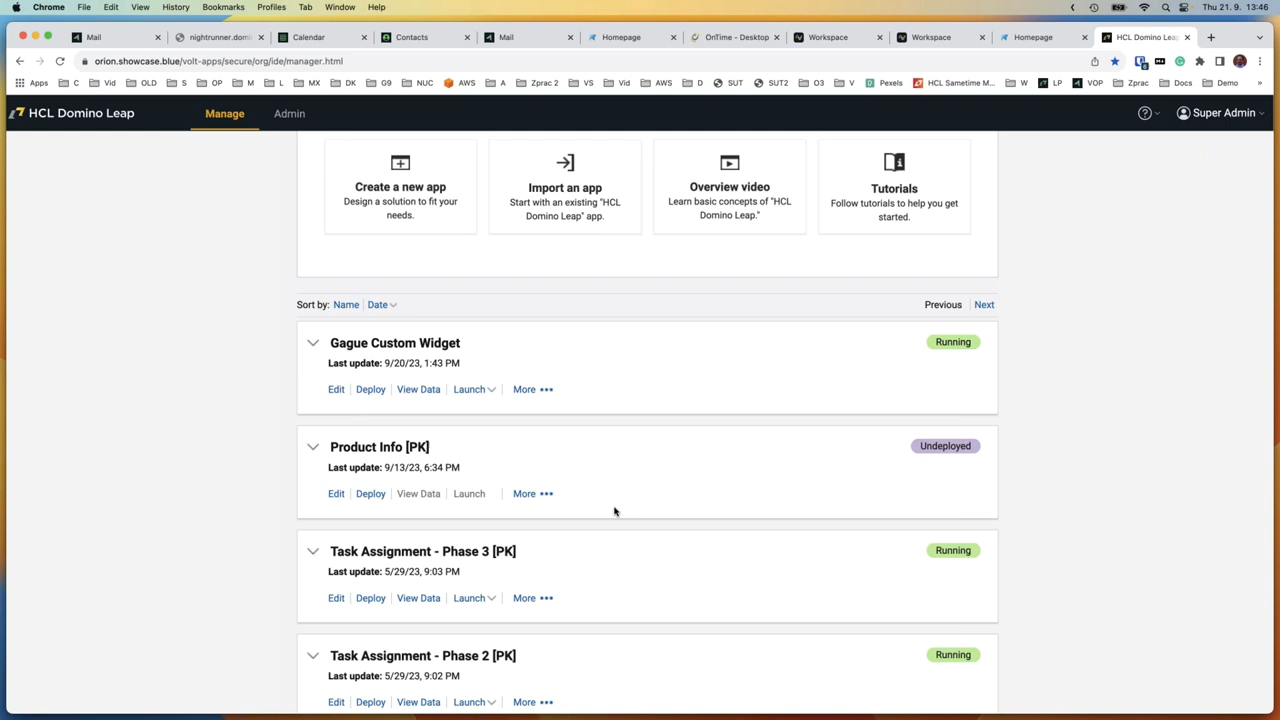 Chrome File Edit View History Bookmarks Profiles Tab Window Help Thu 21. 9. 13:46
Mail nightrunner.domi Calendar Contacts Mail Homepage OnTime - Desktop Workspace Workspace Homepage HCL Domino Lea
orion.showcase.blue/volt-apps/secure/org/ide/manager.html
Apps C Vid OLD S OP M L MX DK G9 NUC AWS A Zprac 2 VS Vid AWS D SUT SUT2 O3 V Pexels HCL Sametime M... W LP VOP Zprac Docs Demo
HCL Domino Leap Manage Admin Super Admin
Create a new app
Design a solution to fit your
needs.
Import an app
Start with an existing "HCL
Domino Leap" app.
Overview video
Learn basic concepts of "HCL
Domino Leap."
Tutorials
Follow tutorials to help you get
started.
Sort by: Name Date Previous Next
Gague Custom Widget Running
Last update: 9/20/23, 1:43 PM
Edit Deploy View Data Launch More
Product Info [PK] Undeployed
Last update: 9/13/23, 6:34 PM
Edit Deploy View Data Launch More
Task Assignment - Phase 3 [PK] Running
Last update: 5/29/23, 9:03 PM
Edit Deploy View Data Launch More
Task Assignment - Phase 2 [PK] Running
Last update: 5/29/23, 9:02 PM
Edit Deploy View Data Launch More